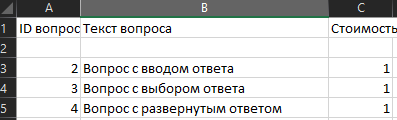 A B C
1 ID вопрос Текст вопроса Стоимость
2
3 2 Вопрос с вводом ответа 1
4 3 Вопрос с выбором ответа 1
5 4 Вопрос с развернутым ответом 1